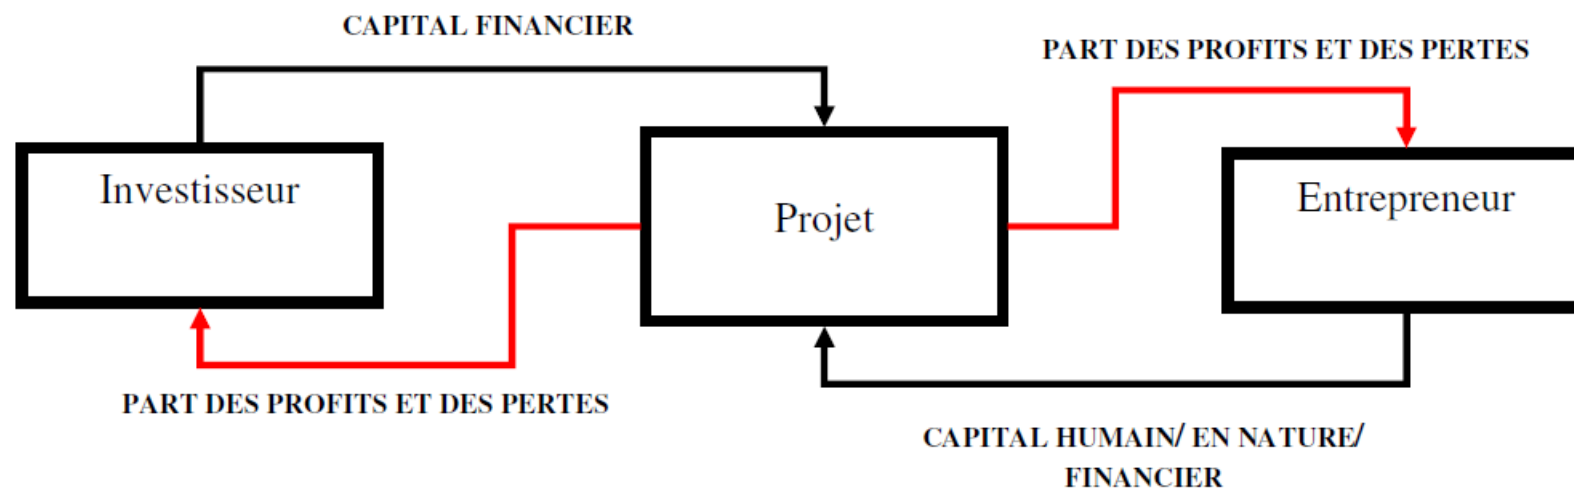 CAPITAL FINANCIER
PART DES PROFITS ET DES PERTES
Investisseur
Projet
Entrepreneur
PART DES PROFITS ET DES PERTES
CAPITAL HUMAIN/ EN NATURE/
FINANCIER